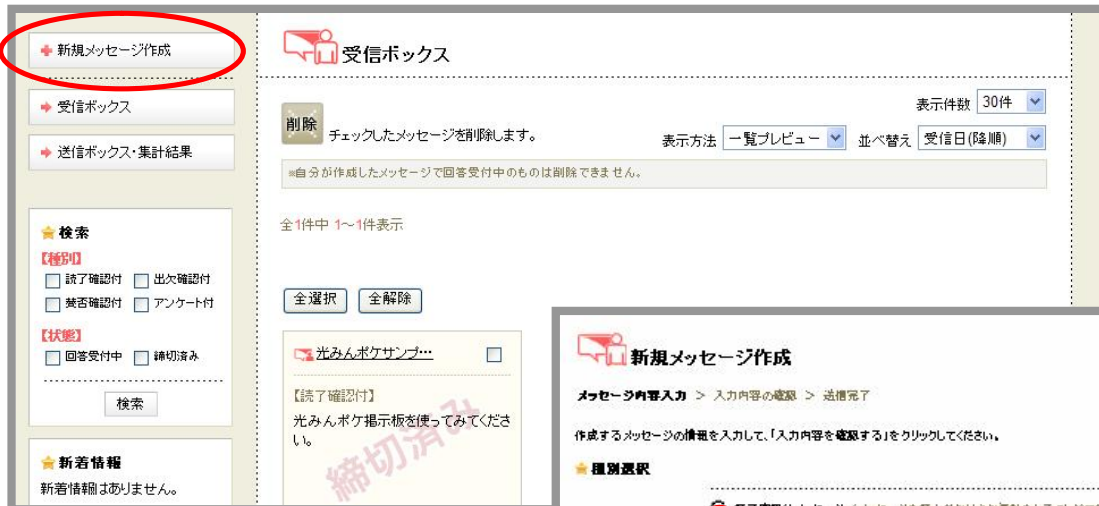 新規メッセージ作成
受信ボックス
送信ボックス・集計結果
検索
【種別】
読了確認付 出欠確認付
賛否確認付 アンケート付
【状態】
回答受付中 締切済み
検索
新着情報
新着情報はありません。
受信ボックス
表示件数 30件
削除 チェックしたメッセージを削除します。
表示方法 一覧プレビュー 並べ替え 受信日(降順)
※自分が作成したメッセージで回答受付中のものは削除できません。
全1件中 1～1件表示
全選択 全解除
光みんポケサンプ…
【読了確認付】
光みんポケ掲示板を使ってみてくださ
い。
締切済み
新規メッセージ作成
メッセージ内容入力 > 入力内容の確認 > 送信完了
作成するメッセージの情報を入力して、「入力内容を確認する」をクリックしてください。
種別選択